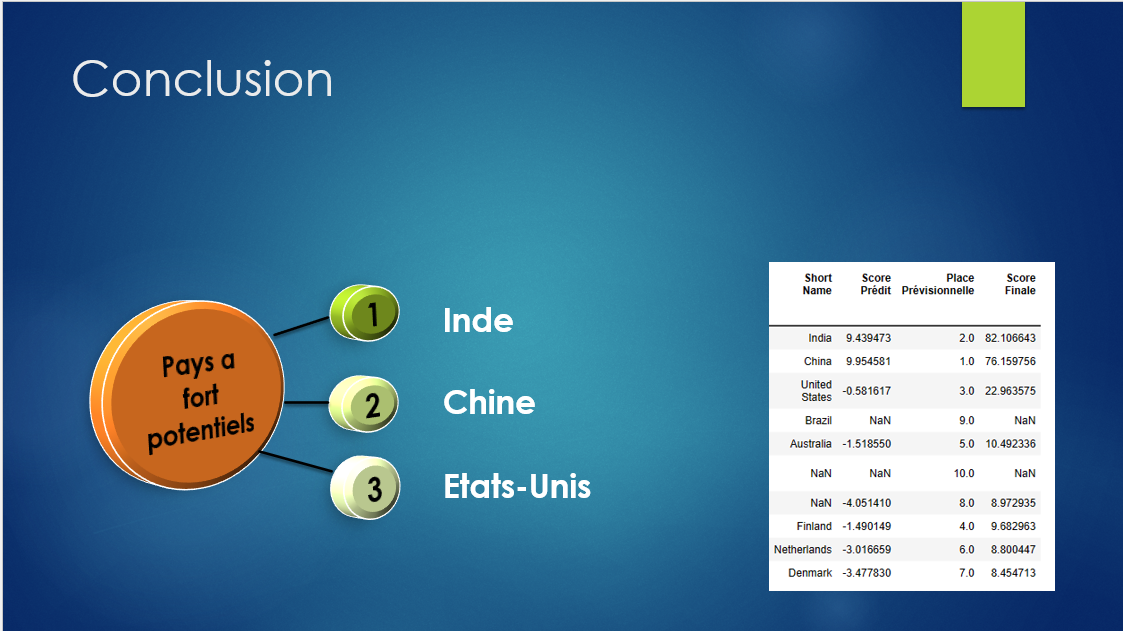 Conclusion
Pays a
fort
potentiels
1
Inde
2
Chine
3
Etats-Unis
Short Name Score Prédit Place Prévisionnelle Score Finale
India 9.439473 2.0 82.106643
China 9.954581 1.0 76.159756
United States -0.581617 3.0 22.963575
Brazil NaN 9.0 NaN
Australia -1.518550 5.0 10.492336
NaN NaN 10.0 NaN
NaN -4.051410 8.0 8.972935
Finland -1.490149 4.0 9.682963
Netherlands -3.016659 6.0 8.800447
Denmark -3.477830 7.0 8.454713